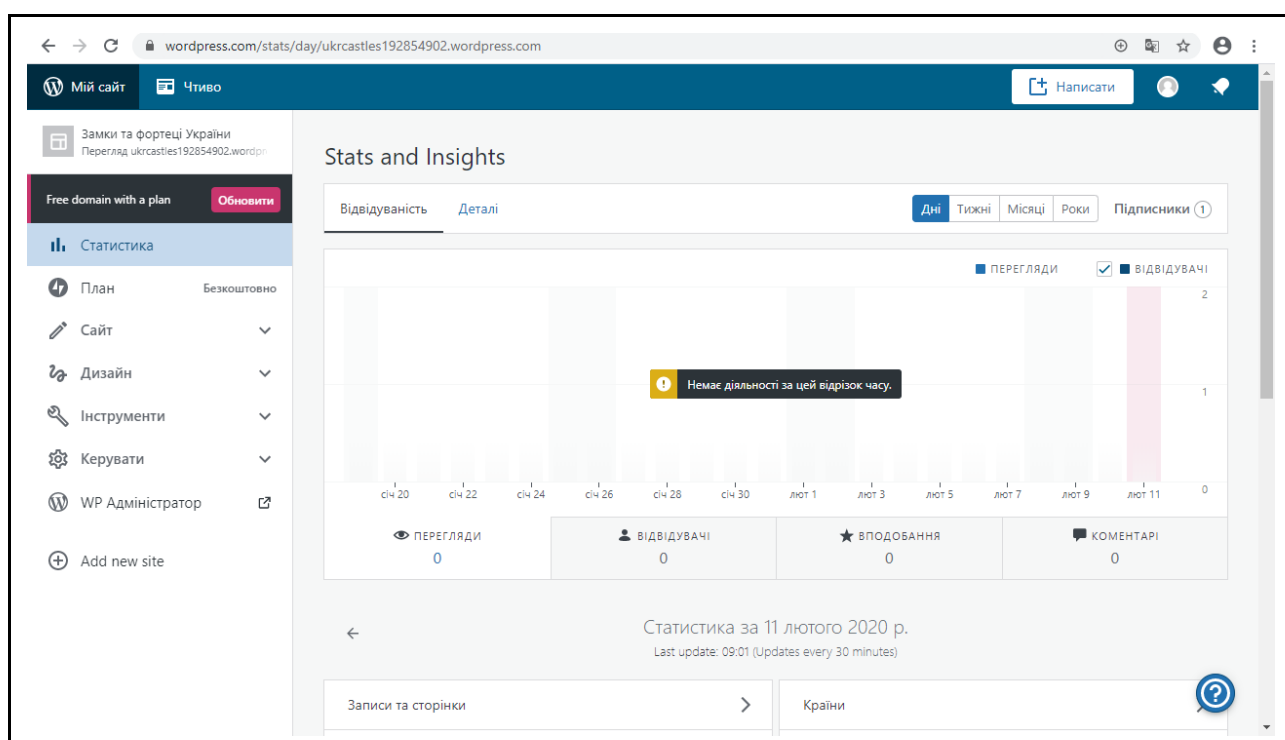 wordpress.com/stats/day/ukrcastles192854902.wordpress.com
Мій сайт Чтиво Написати
Замки та фортеці України
Перегляд ukrcastles192854902.wordpr
Free domain with a plan Обновити
Статистика
План Безкоштовно
Сайт
Дизайн
Інструменти
Керувати
WP Адміністратор
Add new site
Stats and Insights
Відвідуваність Деталі Дні Тижні Місяці Роки Підписники 1
ПЕРЕГЛЯДИ ВІДВІДУВАЧІ
2
Немає діяльності за цей відрізок часу.
1
0
січ 20 січ 22 січ 24 січ 26 січ 28 січ 30 лют 1 лют 3 лют 5 лют 7 лют 9 лют 11
ПЕРЕГЛЯДИ ВІДВІДУВАЧІ ВПОДОБАННЯ КОМЕНТАРІ
0 0 0 0
Статистика за 11 лютого 2020 р.
Last update: 09:01 (Updates every 30 minutes)
Записи та сторінки Країни